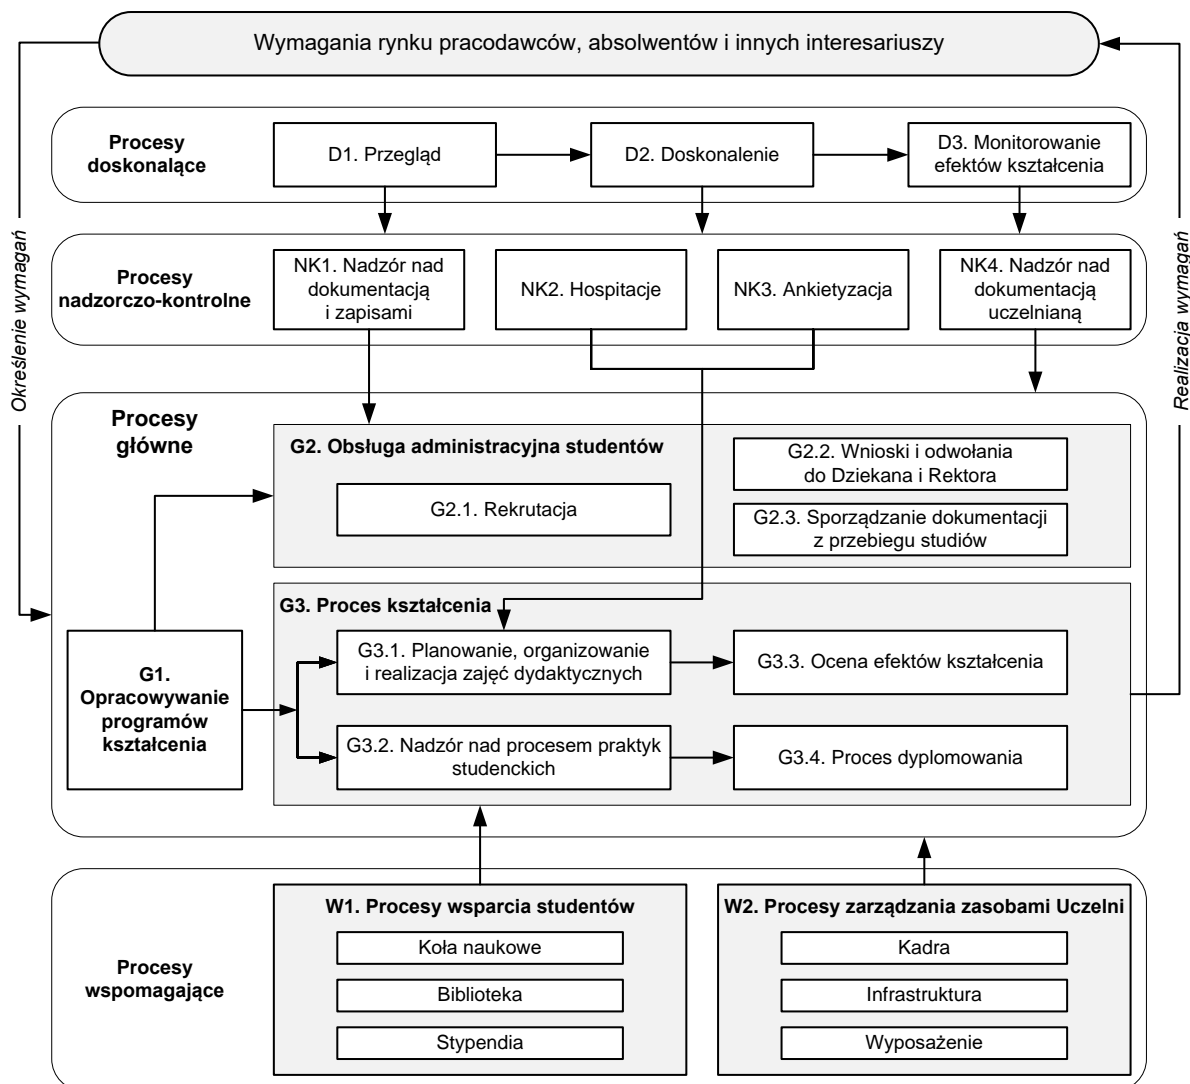 Wymagania rynku pracodawców, absolwentów i innych interesariuszy
Określenie wymagań
Realizacja wymagań
Procesy
doskonalące
D1. Przegląd
D2. Doskonalenie
D3. Monitorowanie
efektów kształcenia
Procesy
nadzorczo-kontrolne
NK1. Nadzór nad
dokumentacją
i zapisami
NK2. Hospitacje
NK3. Ankietyzacja
NK4. Nadzór nad
dokumentacją
uczelnianą
Procesy
główne
G2. Obsługa administracyjna studentów
G2.1. Rekrutacja
G2.2. Wnioski i odwołania
do Dziekana i Rektora
G2.3. Sporządzanie dokumentacji
z przebiegu studiów
G1.
Opracowywanie
programów
kształcenia
G3. Proces kształcenia
G3.1. Planowanie, organizowanie
i realizacja zajęć dydaktycznych
G3.3. Ocena efektów kształcenia
G3.2. Nadzór nad procesem praktyk
studenckich
G3.4. Proces dyplomowania
Procesy
wspomagające
W1. Procesy wsparcia studentów
Koła naukowe
Biblioteka
Stypendia
W2. Procesy zarządzania zasobami Uczelni
Kadra
Infrastruktura
Wyposażenie